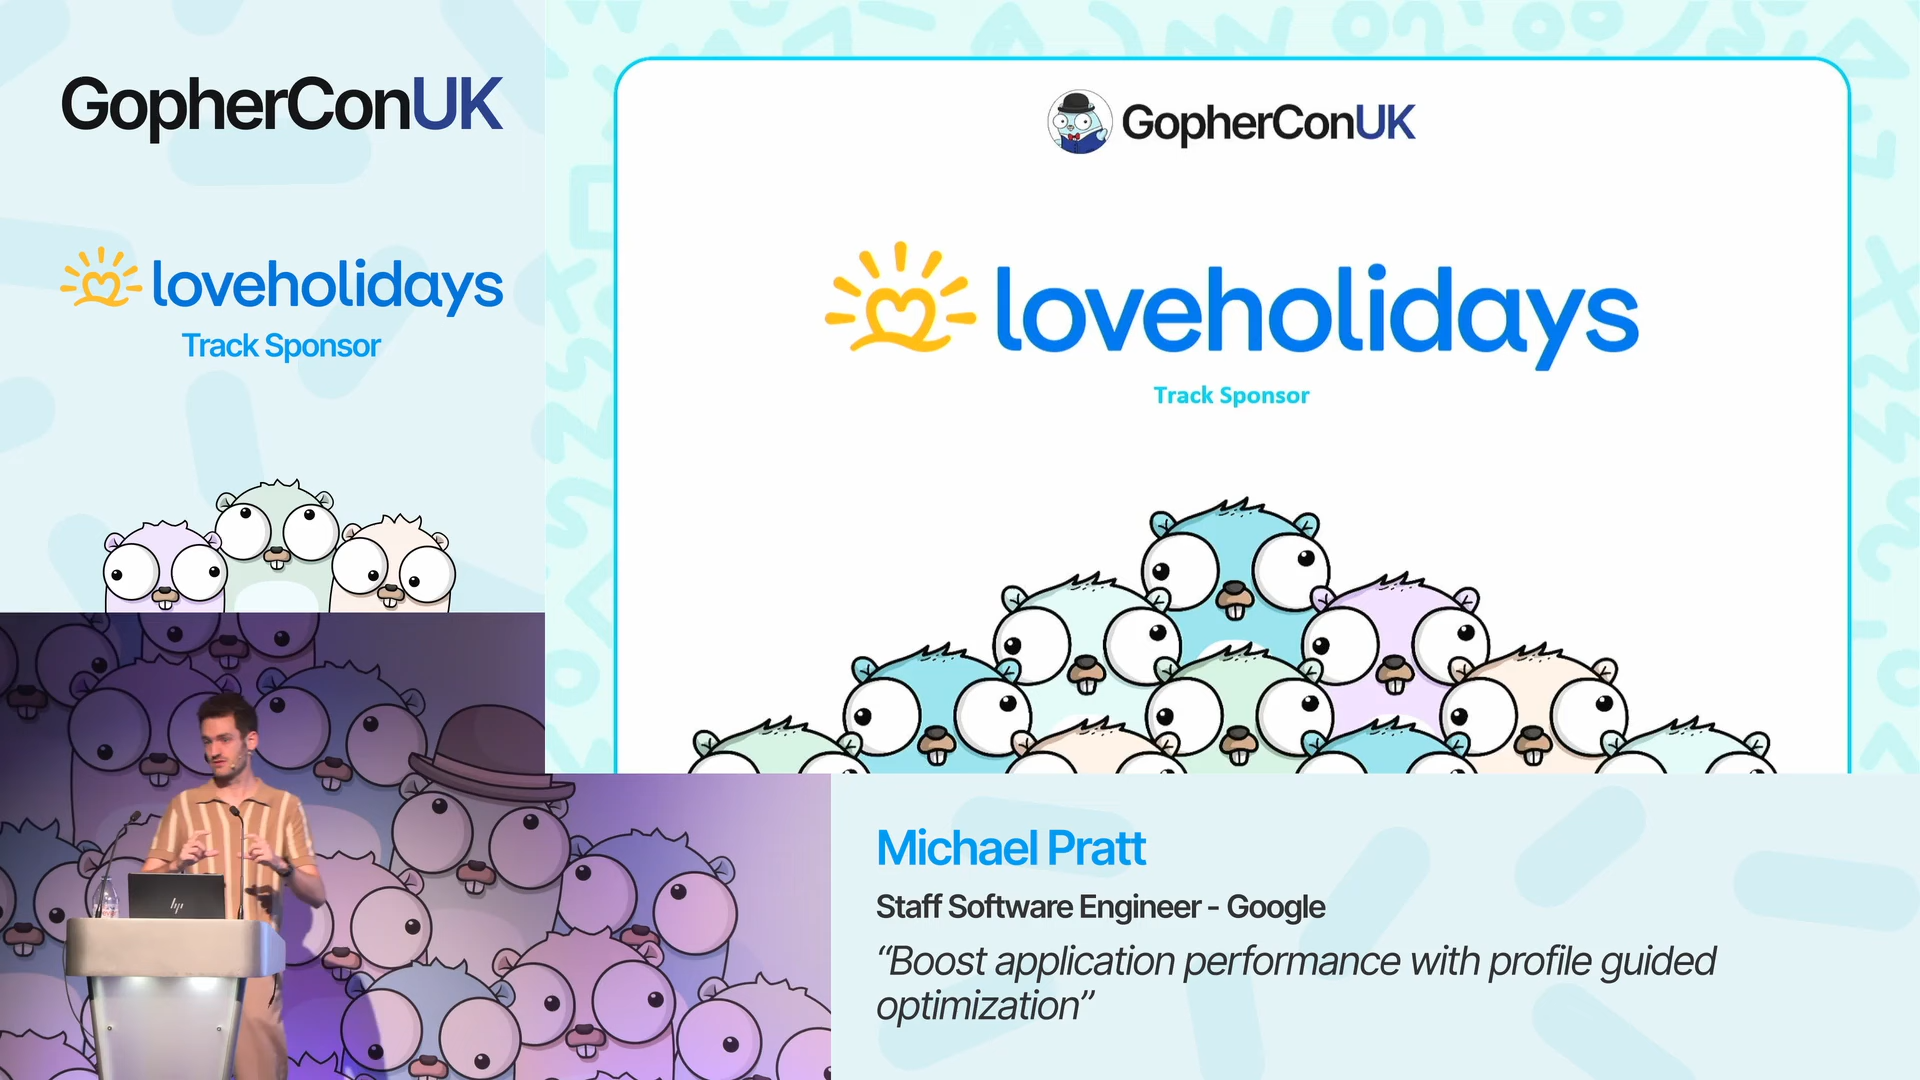 GopherConUK
loveholidays
Track Sponsor
GopherConUK
loveholidays
Track Sponsor
hp
Michael Pratt
Staff Software Engineer - Google
“Boost application performance with profile guided
optimization”